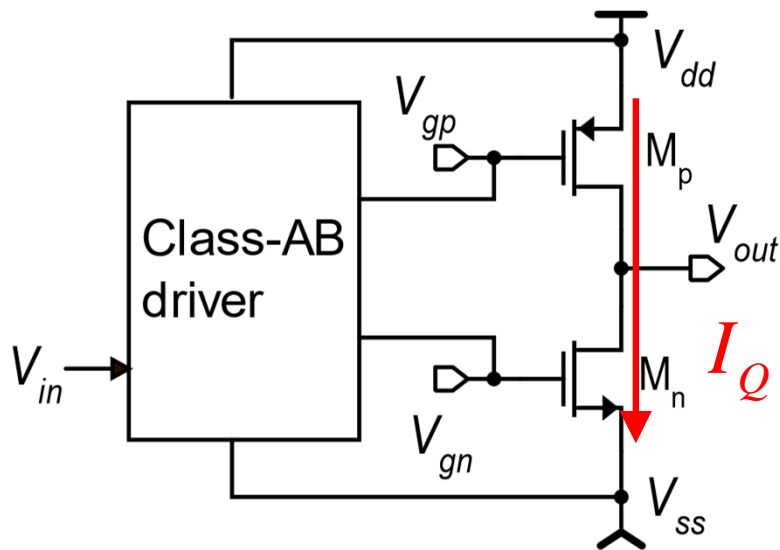 V_dd
V_gp
M_p
Class-AB
driver
V_out
V_in
I_Q
M_n
V_gn
V_ss